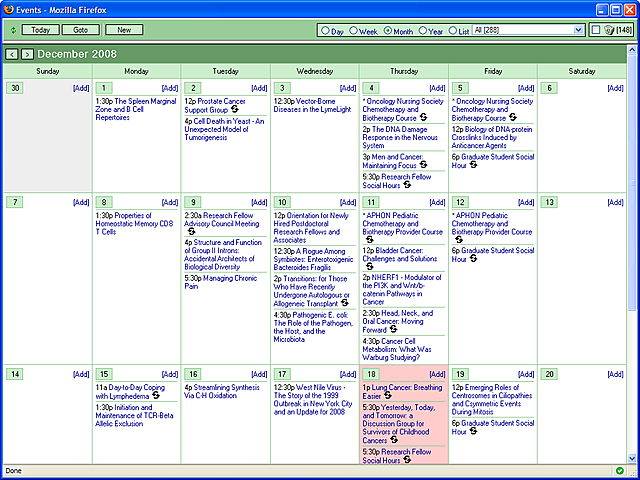 Events - Mozilla Firefox
Today Goto New Day Week Month Year List All [288] [148]
December 2008
Sunday Monday Tuesday Wednesday Thursday Friday Saturday
30 [Add]
1 [Add]
1:30p The Spleen Marginal
Zone and B Cell
Repertoires
2 [Add]
12p Prostate Cancer
Support Group
4p Cell Death in Yeast - An
Unexpected Model of
Tumorigenesis
3 [Add]
12:30p Vector-Borne
Diseases in the LymeLight
4 [Add]
* Oncology Nursing Society
Chemotherapy and
Biotherapy Course
2p The DNA Damage
Response in the Nervous
System
3p Men and Cancer:
Maintaining Focus
5:30p Research Fellow
Social Hours
5 [Add]
* Oncology Nursing Society
Chemotherapy and
Biotherapy Course
12p Biology of DNA-protein
Crosslinks Induced by
Anticancer Agents
6p Graduate Student Social
Hour
6 [Add]
7 [Add]
8 [Add]
1:30p Properties of
Homeostatic Memory CD8
T Cells
9 [Add]
2:30a Research Fellow
Advisory Council Meeting
4p Structure and Function
of Group II Introns:
Accidental Architects of
Biological Diversity
5:30p Managing Chronic
Pain
10 [Add]
12p Orientation for Newly
Hired Postdoctoral
Research Fellows and
Associates
12:30p A Rogue Among
Symbiotes: Enterotoxigenic
Bacteroides Fragilis
2p Transitions: for Those
Who Have Recently
Undergone Autologous or
Allogeneic Transplant
4:30p Pathogenic E. coli:
The Role of the Pathogen,
the Host, and the
Microbiota
11 [Add]
* APHON Pediatric
Chemotherapy and
Biotherapy Provider Course
12p Bladder Cancer:
Challenges and Solutions
2p NHERF1 - Modulator of
the PI3K and Wnt/b-
catenin Pathways in
Cancer
2:30p Head, Neck, and
Oral Cancer: Moving
Forward
4:30p Cancer Cell
Metabolism: What Was
Warburg Studying?
12 [Add]
* APHON Pediatric
Chemotherapy and
Biotherapy Provider Course
6p Graduate Student Social
Hour
13 [Add]
14 [Add]
15 [Add]
11a Day-to-Day Coping
with Lymphedema
1:30p Initiation and
Maintenance of TCR-Beta
Allelic Exclusion
16 [Add]
4p Streamlining Synthesis
Via C-H Oxidation
17 [Add]
12:30p West Nile Virus -
The Story of the 1999
Outbreak in New York City
and an Update for 2008
18 [Add]
1p Lung Cancer: Breathing
Easier
5:30p Yesterday, Today,
and Tomorrow: a
Discussion Group for
Survivors of Childhood
Cancers
5:30p Research Fellow
Social Hours
19 [Add]
12p Emerging Roles of
Centrosomes in Ciliopathies
and Csymmetric Events
During Mitosis
6p Graduate Student Social
Hour
20 [Add]
Done